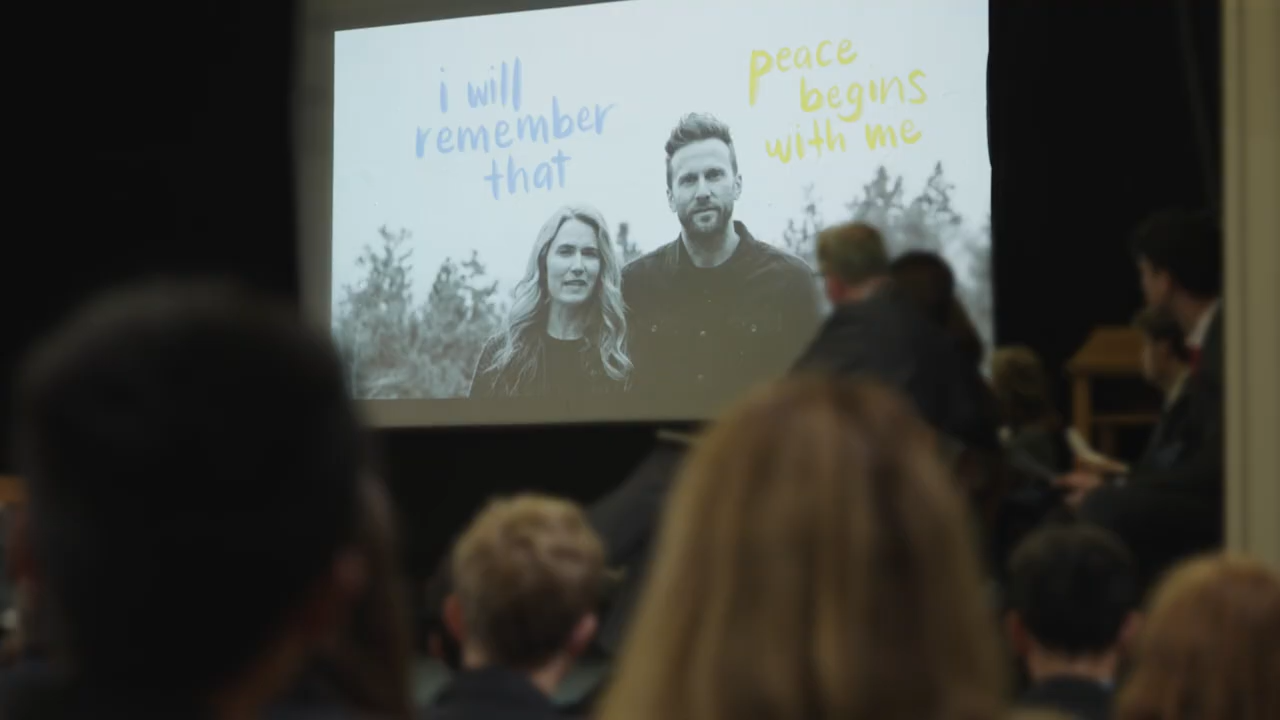 i will
remember
that
peace
begins
with me